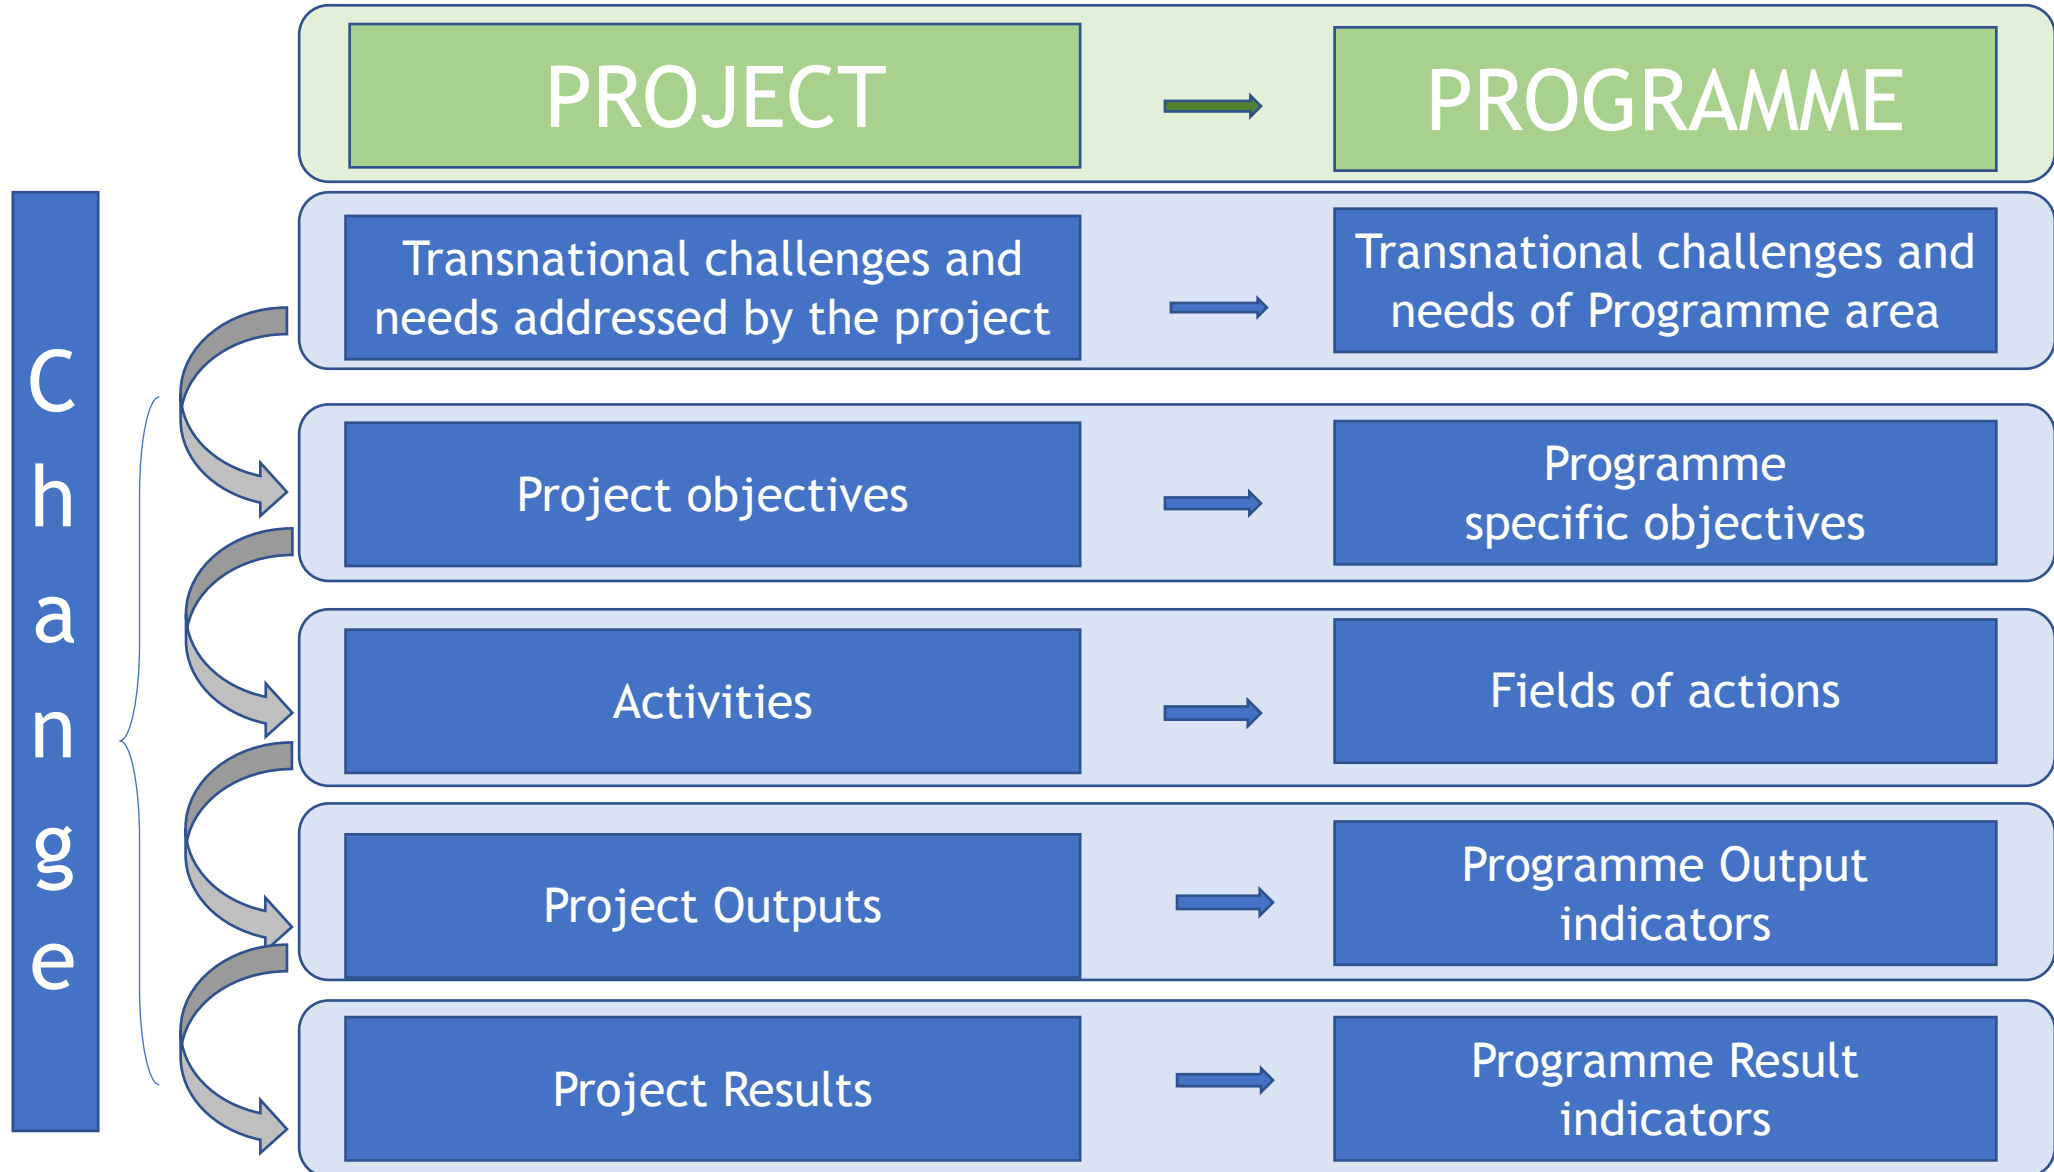 PROJECT
PROGRAMME
Change
Transnational challenges and
needs addressed by the project
Transnational challenges and
needs of Programme area
Project objectives
Programme
specific objectives
Activities
Fields of actions
Project Outputs
Programme Output
indicators
Project Results
Programme Result
indicators